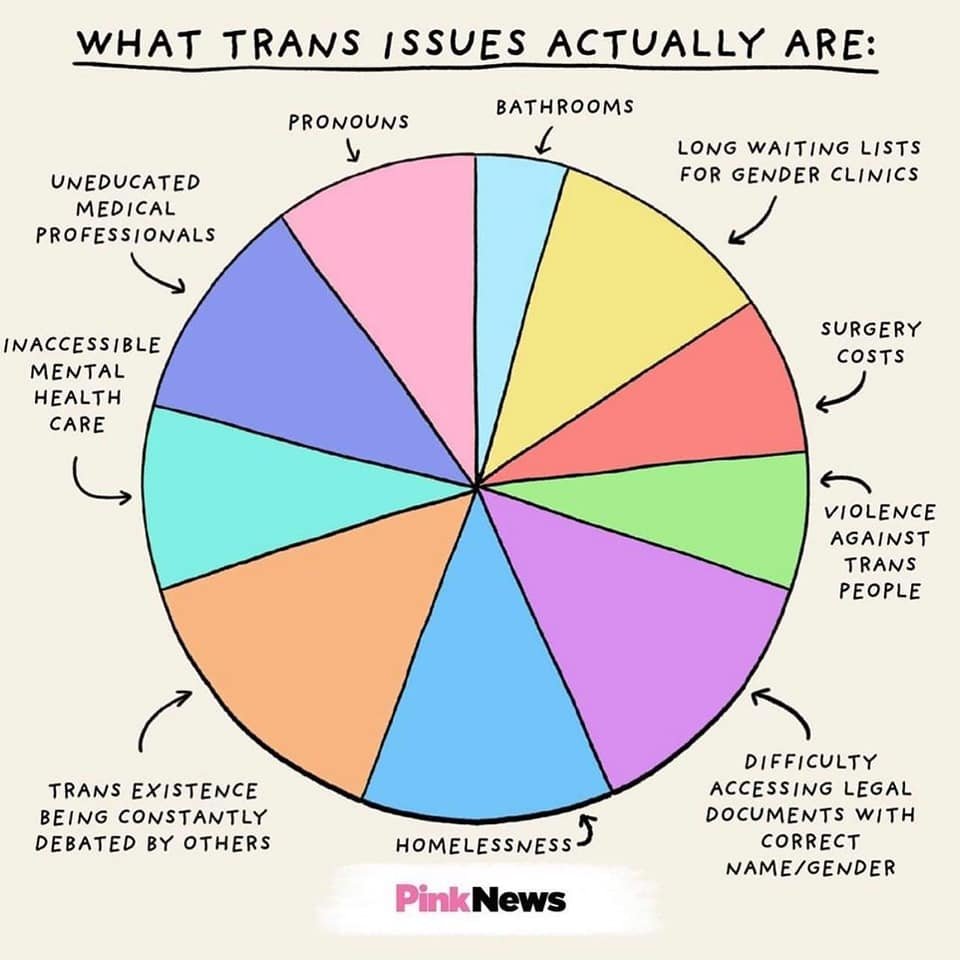 WHAT TRANS ISSUES ACTUALLY ARE:
PRONOUNS
BATHROOMS
LONG WAITING LISTS
FOR GENDER CLINICS
SURGERY
COSTS
VIOLENCE
AGAINST
TRANS
PEOPLE
DIFFICULTY
ACCESSING LEGAL
DOCUMENTS WITH
CORRECT
NAME/GENDER
HOMELESSNESS
TRANS EXISTENCE
BEING CONSTANTLY
DEBATED BY OTHERS
INACCESSIBLE
MENTAL
HEALTH
CARE
UNEDUCATED
MEDICAL
PROFESSIONALS
PinkNews